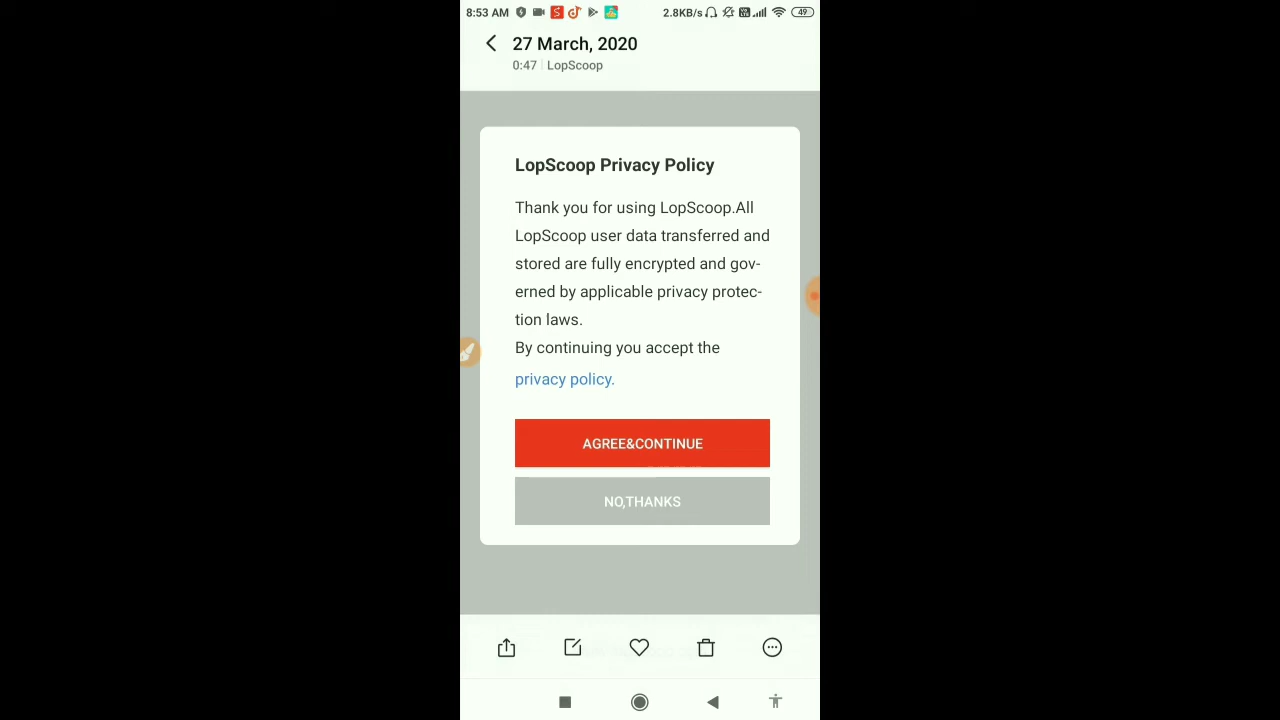 8:53 AM 2.8KB/s 49
27 March, 2020
0:47 LopScoop
LopScoop Privacy Policy
Thank you for using LopScoop.All
LopScoop user data transferred and
stored are fully encrypted and gov-
erned by applicable privacy protec-
tion laws.
By continuing you accept the
privacy policy.
AGREE&CONTINUE
NO,THANKS